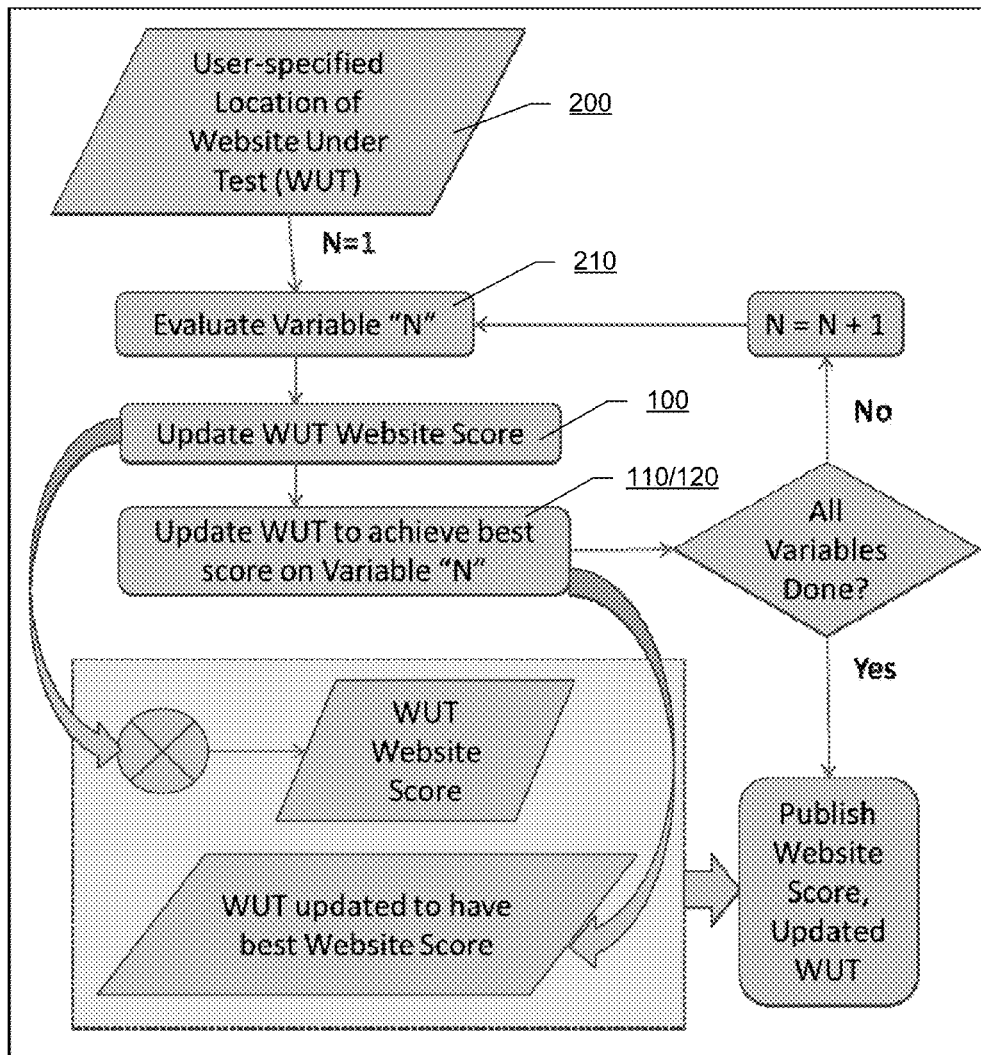 User-specified
Location of
Website Under
Test (WUT)
200
N=1
210
Evaluate Variable "N"
N = N + 1
100
Update WUT Website Score
No
110/120
Update WUT to achieve best
score on Variable "N"
All
Variables
Done?
Yes
WUT
Website
Score
WUT updated to have
best Website Score
Publish
Website
Score,
Updated
WUT